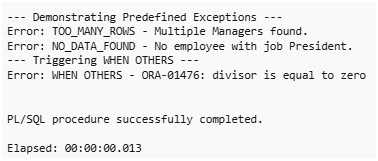 --- Demonstrating Predefined Exceptions ---
Error: TOO_MANY_ROWS - Multiple Managers found.
Error: NO_DATA_FOUND - No employee with job President.
--- Triggering WHEN OTHERS ---
Error: WHEN OTHERS - ORA-01476: divisor is equal to zero
PL/SQL procedure successfully completed.
Elapsed: 00:00:00.013